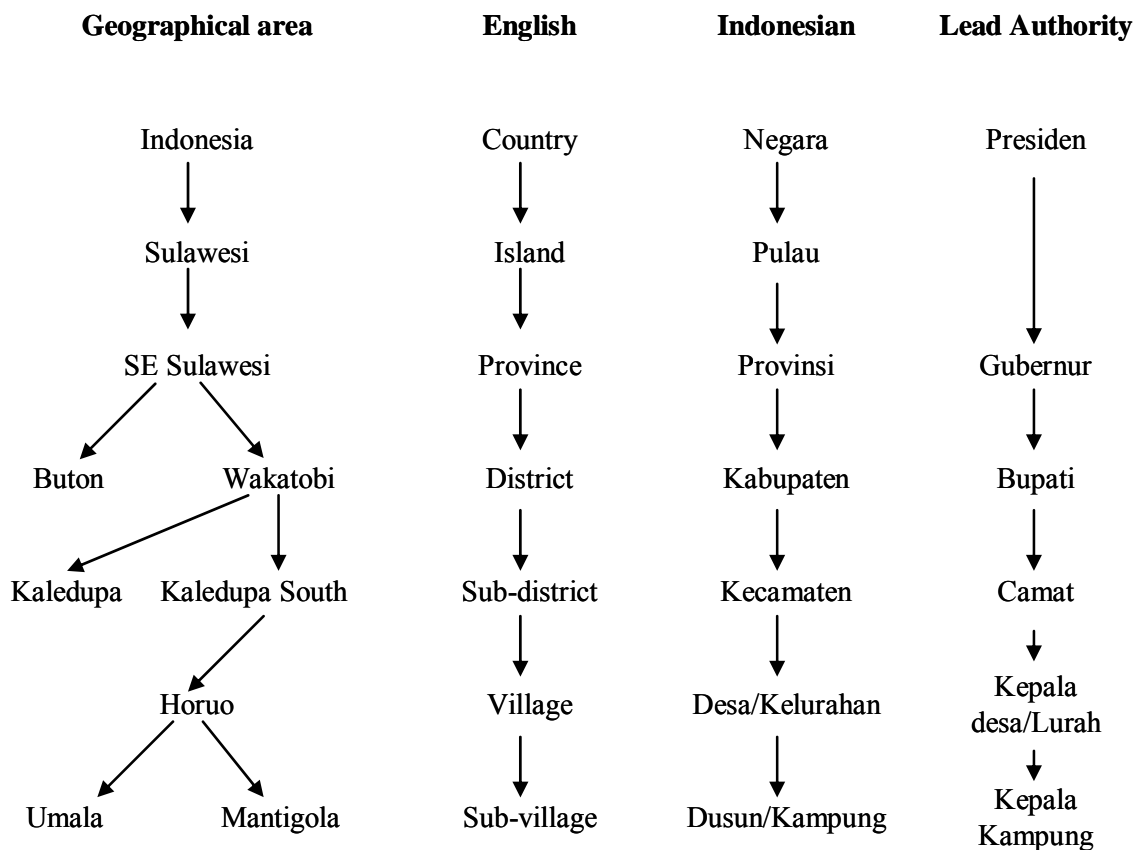 Geographical area English Indonesian Lead Authority
Indonesia Country Negara Presiden
Sulawesi Island Pulau
SE Sulawesi Province Provinsi Gubernur
Buton Wakatobi District Kabupaten Bupati
Kaledupa Kaledupa South Sub-district Kecamaten Camat
Horuo Village Desa/Kelurahan Kepala
desa/Lurah
Umala Mantigola Sub-village Dusun/Kampung Kepala
Kampung